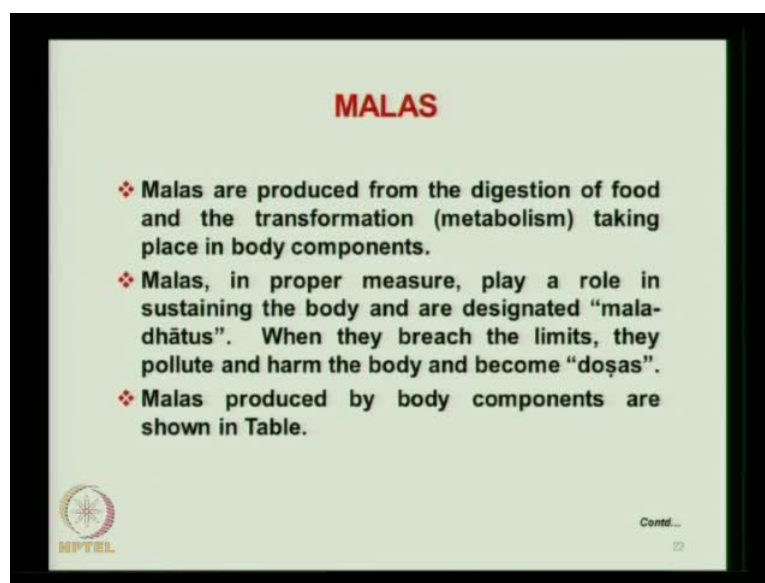 MALAS
❖ Malas are produced from the digestion of food
and the transformation (metabolism) taking
place in body components.
❖ Malas, in proper measure, play a role in
sustaining the body and are designated “mala-
dhātus”. When they breach the limits, they
pollute and harm the body and become “doṣas”.
❖ Malas produced by body components are
shown in Table.
Contd...
22
NPTEL